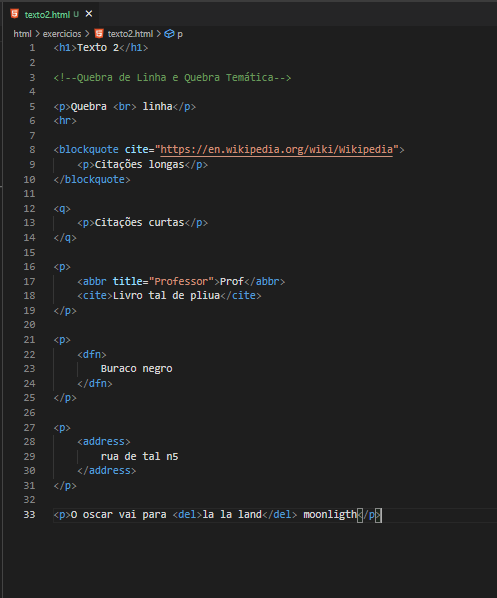 texto2.html U ×
html > exercicios > texto2.html > p
1 <h1>Texto 2</h1>
2
3 <!--Quebra de Linha e Quebra Temática-->
4
5 <p>Quebra <br> linha</p>
6 <hr>
7
8 <blockquote cite="https://en.wikipedia.org/wiki/Wikipedia">
9     <p>Citações longas</p>
10 </blockquote>
11
12 <q>
13     <p>Citações curtas</p>
14 </q>
15
16 <p>
17     <abbr title="Professor">Prof</abbr>
18     <cite>Livro tal de pliua</cite>
19 </p>
20
21 <p>
22     <dfn>
23         Buraco negro
24     </dfn>
25 </p>
26
27 <p>
28     <address>
29         rua de tal n5
30     </address>
31 </p>
32
33 <p>O oscar vai para <del>la la land</del> moonligth</p>